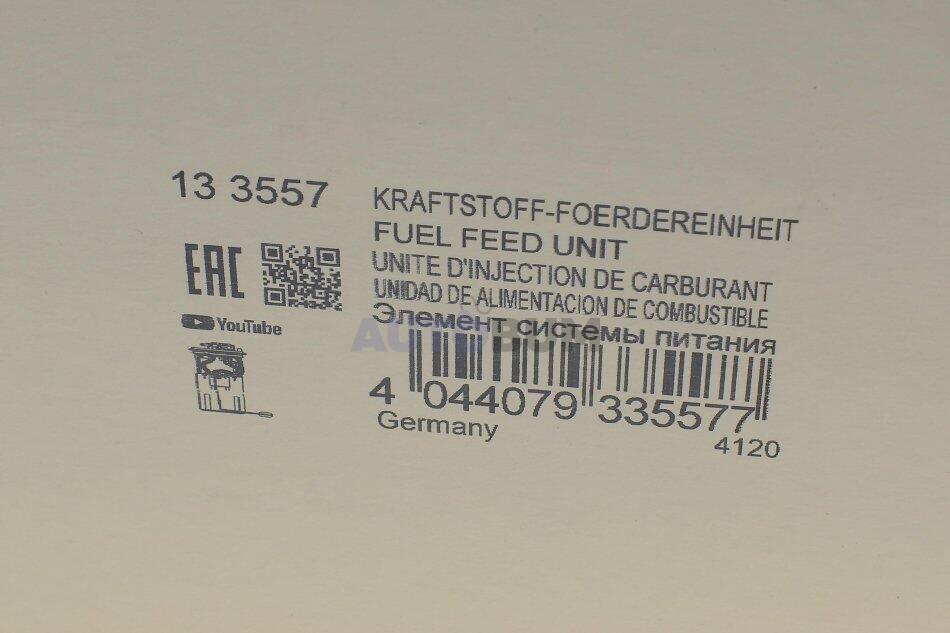 13 3557
KRAFTSTOFF-FOERDEREINHEIT
FUEL FEED UNIT
UNITE D'INJECTION DE CARBURANT
UNIDAD DE ALIMENTACION DE COMBUSTIBLE
Элемент системы питания
EAC
YouTube
AUTOBUM
4 044079 335577
Germany
4120